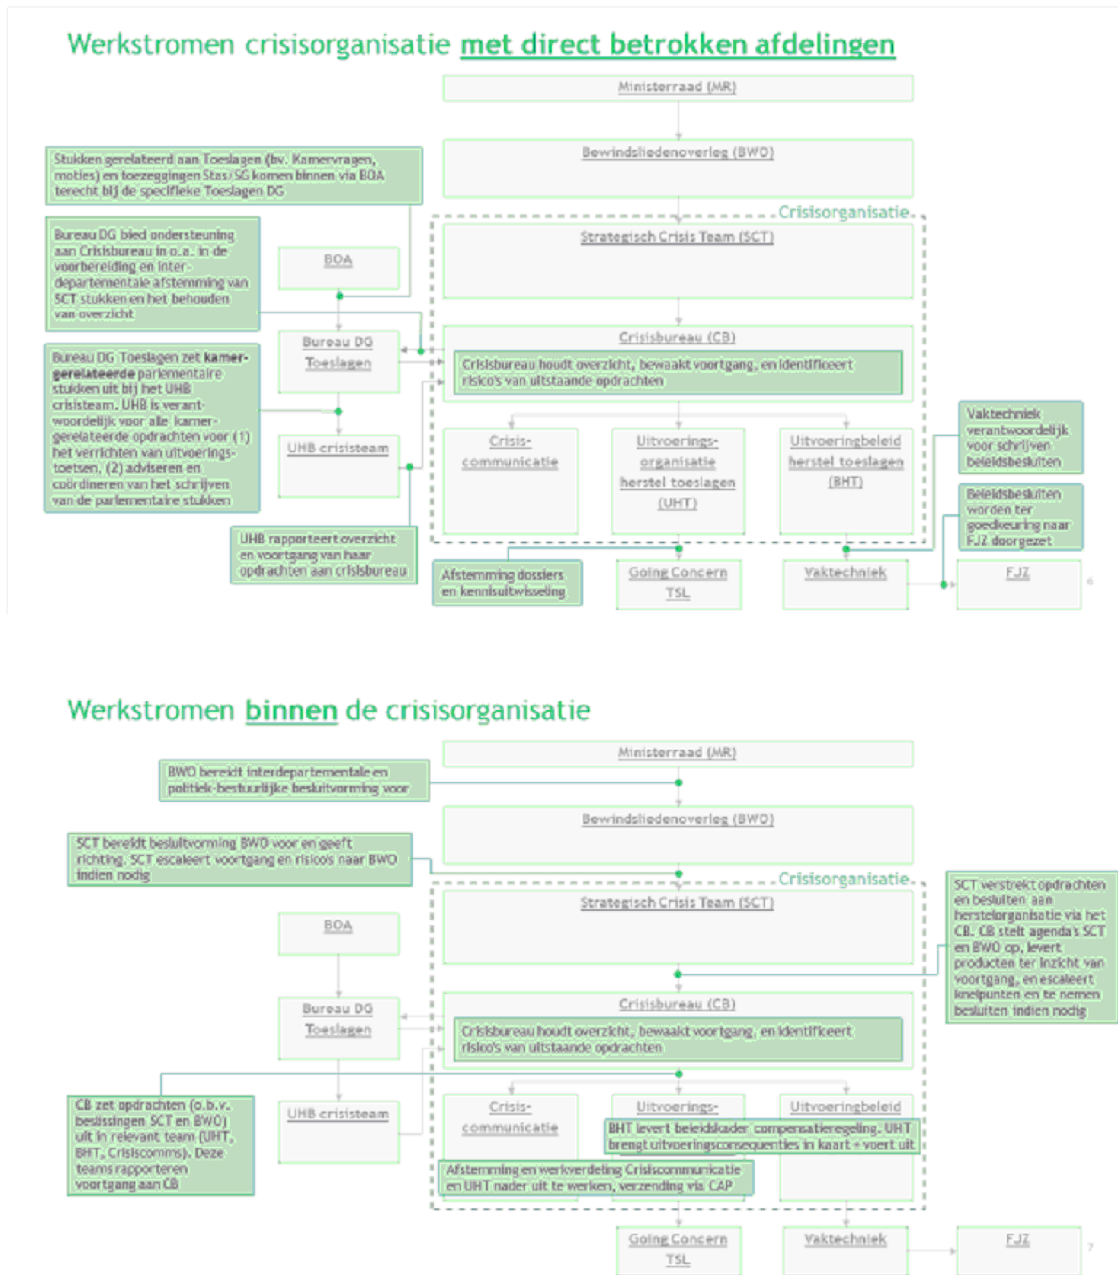 Werkstromen crisisorganisatie met direct betrokken afdelingen
Ministerraad (MR)
Bewindsliedenoverleg (BWO)
Stukken gerelateerd aan Toeslagen (bv. Kamervragen,
moties) en toezeggingen Stas/SG komen binnen via BOA
terecht bij de specifieke Toeslagen DG
Crisisorganisatie
Strategisch Crisis Team (SCT)
Bureau DG bied ondersteuning
aan Crisisbureau in o.a. in de
voorbereiding en inter-
departementale afstemming van
SCT stukken en het behouden
van overzicht
BOA
Bureau DG
Toeslagen
Crisisbureau (CB)
Crisisbureau houdt overzicht, bewaakt voortgang, en identificeert
risico's van uitstaande opdrachten
Bureau DG Toeslagen zet kamer-
gerelateerde parlementaire
stukken uit bij het UHB
crisisteam. UHB is verant-
woordelijk voor alle kamer-
gerelateerde opdrachten voor (1)
het verrichten van uitvoerings-
toetsen, (2) adviseren en
coördineren van het schrijven
van de parlementaire stukken
UHB crisisteam
Crisis-
communicatie
Uitvoerings-
organisatie
herstel toeslagen
(UHT)
Uitvoeringbeleid
herstel toeslagen
(BHT)
Vaktechniek
verantwoordelijk
voor schrijven
beleidsbesluiten
Beleidsbesluiten
worden ter
goedkeuring naar
FJZ doorgezet
UHB rapporteert overzicht
en voortgang van haar
opdrachten aan crisisbureau
Afstemming dossiers
en kennisuitwisseling
Going Concern
TSL
Vaktechniek
FJZ
6
Werkstromen binnen de crisisorganisatie
Ministerraad (MR)
BWO bereidt interdepartementale en
politiek-bestuurlijke besluitvorming voor
Bewindsliedenoverleg (BWO)
SCT bereidt besluitvorming BWO voor en geeft
richting. SCT escaleert voortgang en risico's naar BWO
indien nodig
Crisisorganisatie
Strategisch Crisis Team (SCT)
SCT verstrekt opdrachten
en besluiten aan
herstelorganisatie via het
CB. CB stelt agenda's SCT
en BWO op, levert
producten ter inzicht van
voortgang, en escaleert
knelpunten en te nemen
besluiten indien nodig
BOA
Bureau DG
Toeslagen
Crisisbureau (CB)
Crisisbureau houdt overzicht, bewaakt voortgang, en identificeert
risico's van uitstaande opdrachten
CB zet opdrachten (o.b.v.
beslissingen SCT en BWO)
uit in relevant team (UHT,
BHT, Crisiscomms). Deze
teams rapporteren
voortgang aan CB
UHB crisisteam
Crisis-
communicatie
Uitvoerings-
Uitvoeringbeleid
BHT levert beleidskader compensatieregeling. UHT
brengt uitvoeringsconsequenties in kaart + voert uit
Afstemming en werkverdeling Crisiscommunicatie
en UHT nader uit te werken, verzending via CAP
Going Concern
TSL
Vaktechniek
FJZ
7